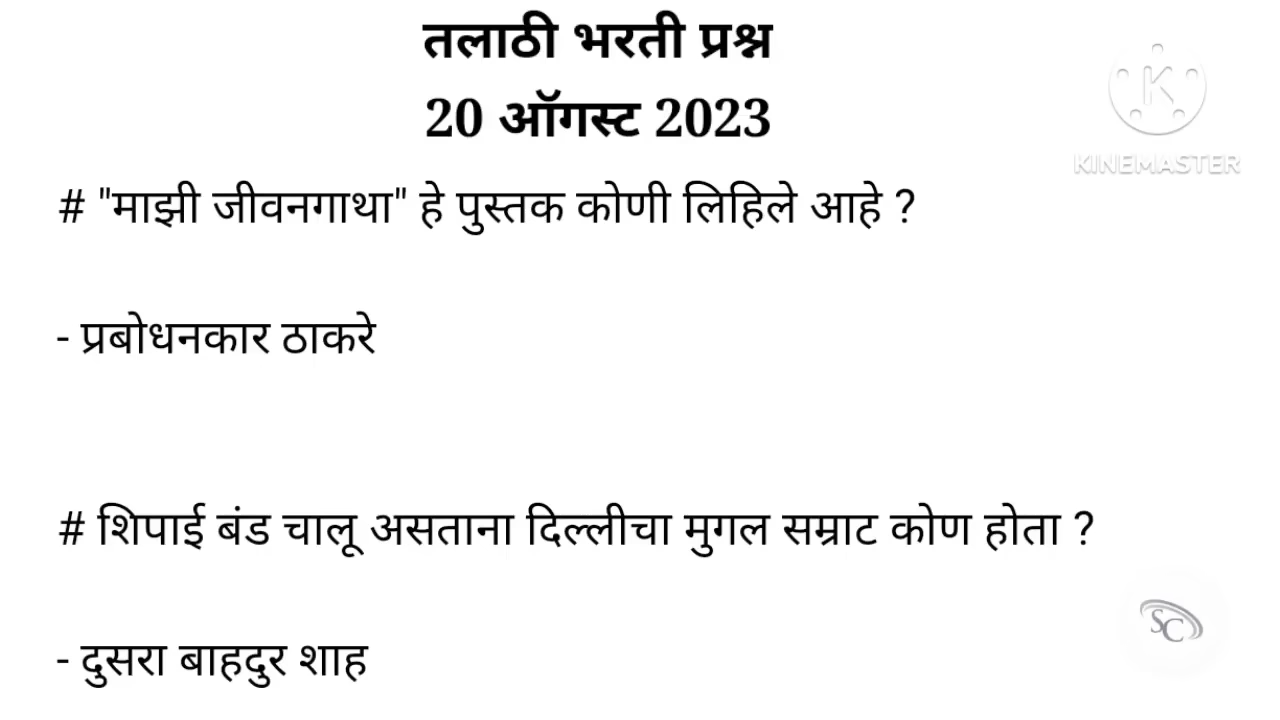 तलाठी भरती प्रश्न
20 ऑगस्ट 2023
K
KINEMASTER
# "माझी जीवनगाथा" हे पुस्तक कोणी लिहिले आहे ?
- प्रबोधनकार ठाकरे
# शिपाई बंड चालू असताना दिल्लीचा मुगल सम्राट कोण होता ?
SC
- दुसरा बाहदुर शाह